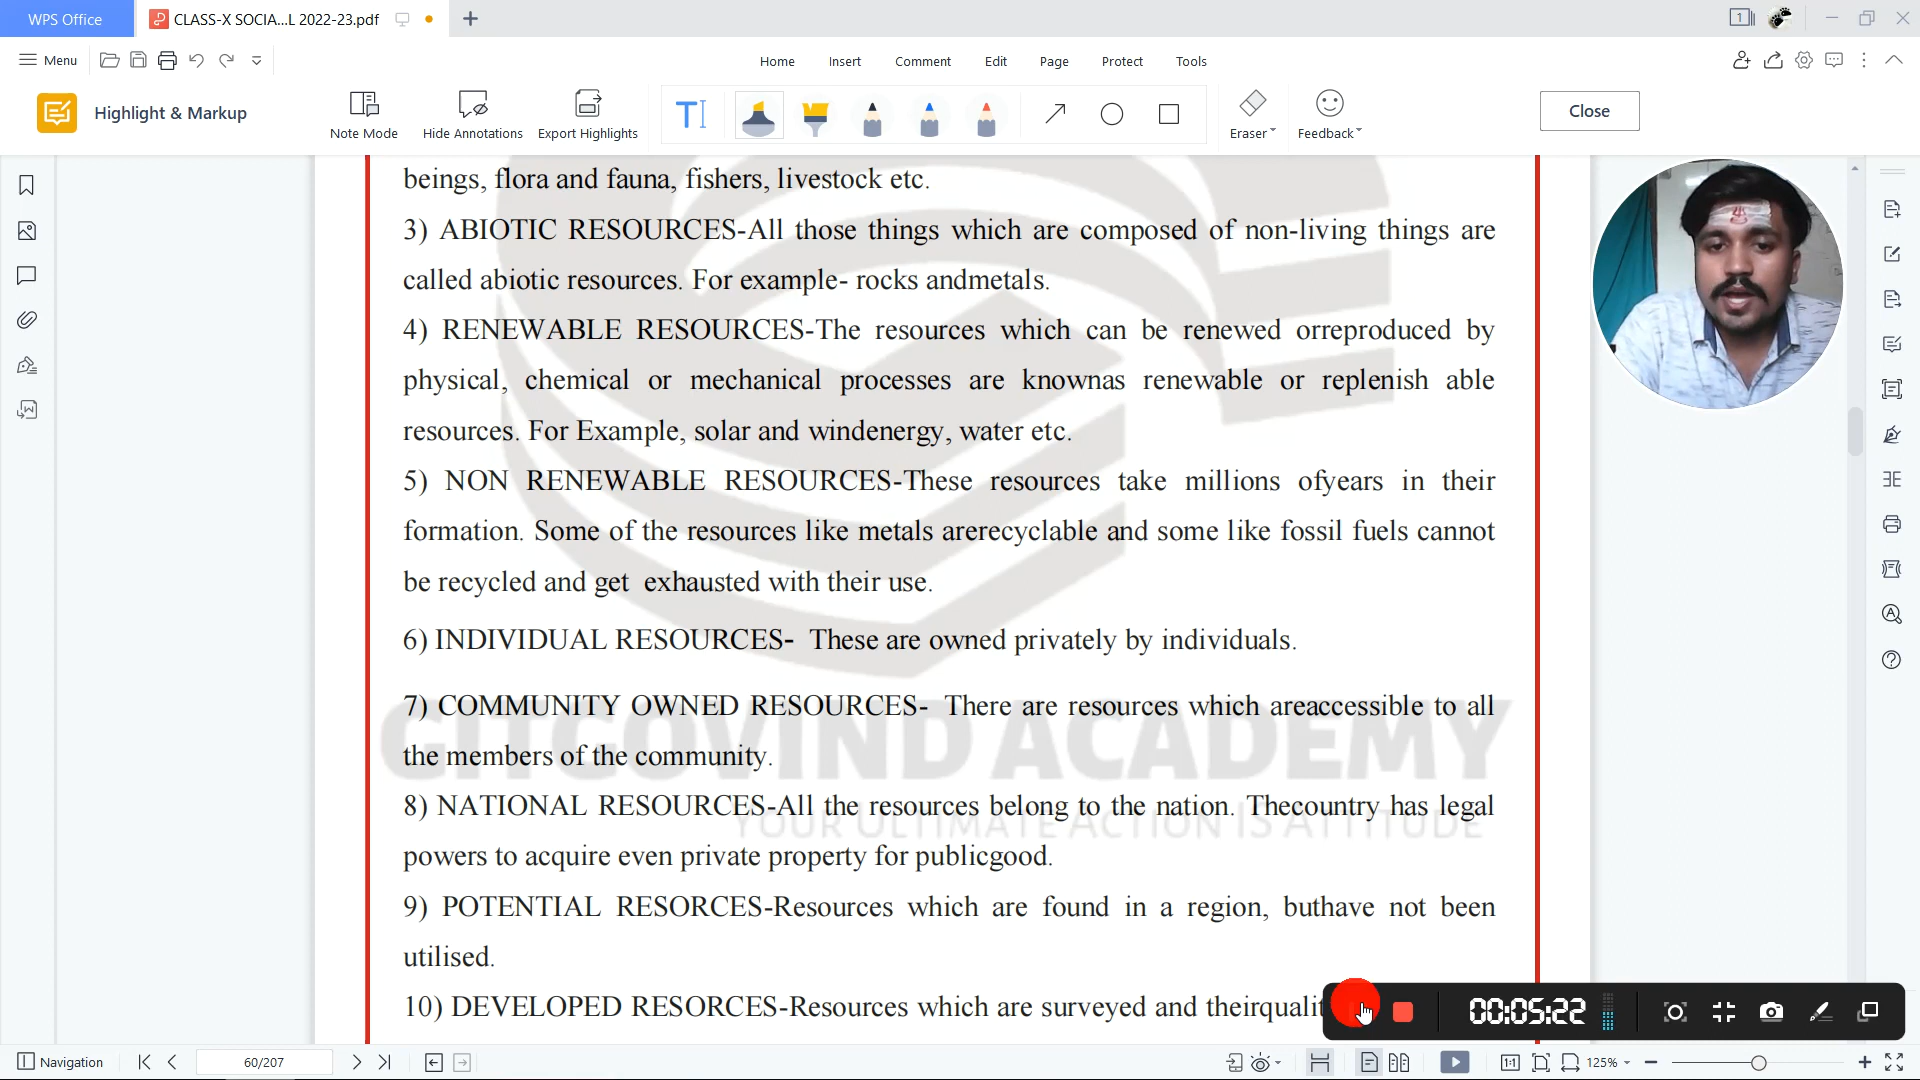 WPS Office
CLASS-X SOCIA...L 2022-23.pdf
1
Menu
Home Insert Comment Edit Page Protect Tools
Highlight & Markup
Note Mode
Hide Annotations
Export Highlights
Eraser
Feedback
Close
beings, flora and fauna, fishers, livestock etc.
3) ABIOTIC RESOURCES-All those things which are composed of non-living things are
called abiotic resources. For example- rocks andmetals.
4) RENEWABLE RESOURCES-The resources which can be renewed orreproduced by
physical, chemical or mechanical processes are knownas renewable or replenish able
resources. For Example, solar and windenergy, water etc.
5) NON RENEWABLE RESOURCES-These resources take millions ofyears in their
formation. Some of the resources like metals arerecyclable and some like fossil fuels cannot
be recycled and get exhausted with their use.
6) INDIVIDUAL RESOURCES- These are owned privately by individuals.
7) COMMUNITY OWNED RESOURCES- There are resources which areaccessible to all
the members of the community.
GITGOVIND ACADEMY
8) NATIONAL RESOURCES-All the resources belong to the nation. Thecountry has legal
YOUR ULTIMATE ACTION IS ATTITUDE
powers to acquire even private property for publicgood.
9) POTENTIAL RESORCES-Resources which are found in a region, buthave not been
utilised.
10) DEVELOPED RESORCES-Resources which are surveyed and theirqualit
00:05:22
Navigation
60/207
1:1
125%